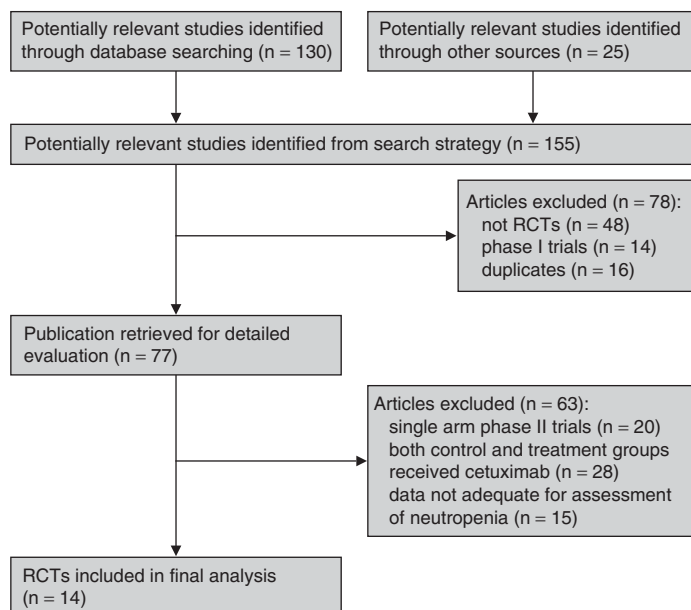 Potentially relevant studies identified
through database searching (n = 130)
Potentially relevant studies identified
through other sources (n = 25)
Potentially relevant studies identified from search strategy (n = 155)
Articles excluded (n = 78):
not RCTs (n = 48)
phase I trials (n = 14)
duplicates (n = 16)
Publication retrieved for detailed
evaluation (n = 77)
Articles excluded (n = 63):
single arm phase II trials (n = 20)
both control and treatment groups
received cetuximab (n = 28)
data not adequate for assessment
of neutropenia (n = 15)
RCTs included in final analysis
(n = 14)